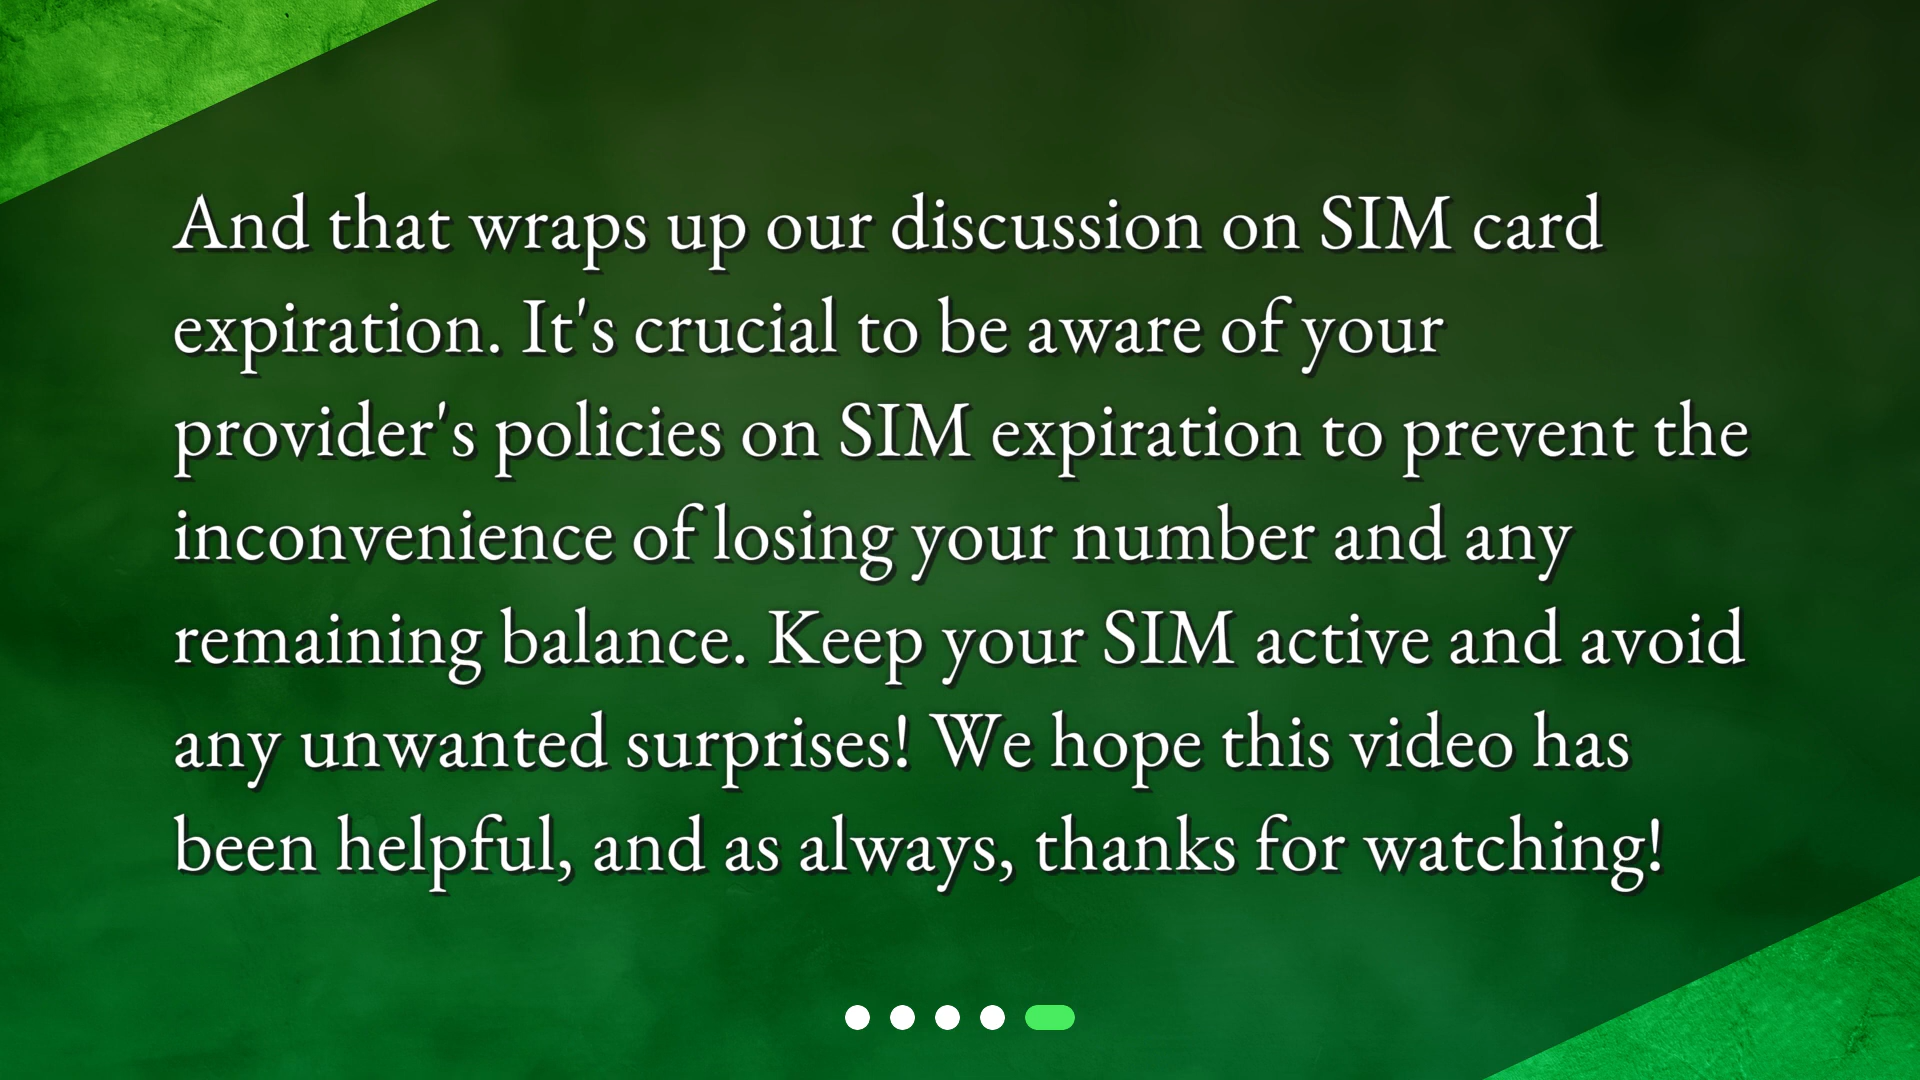 And that wraps up our discussion on SIM card
expiration. It's crucial to be aware of your
provider's policies on SIM expiration to prevent the
inconvenience of losing your number and any
remaining balance. Keep your SIM active and avoid
any unwanted surprises! We hope this video has
been helpful, and as always, thanks for watching!